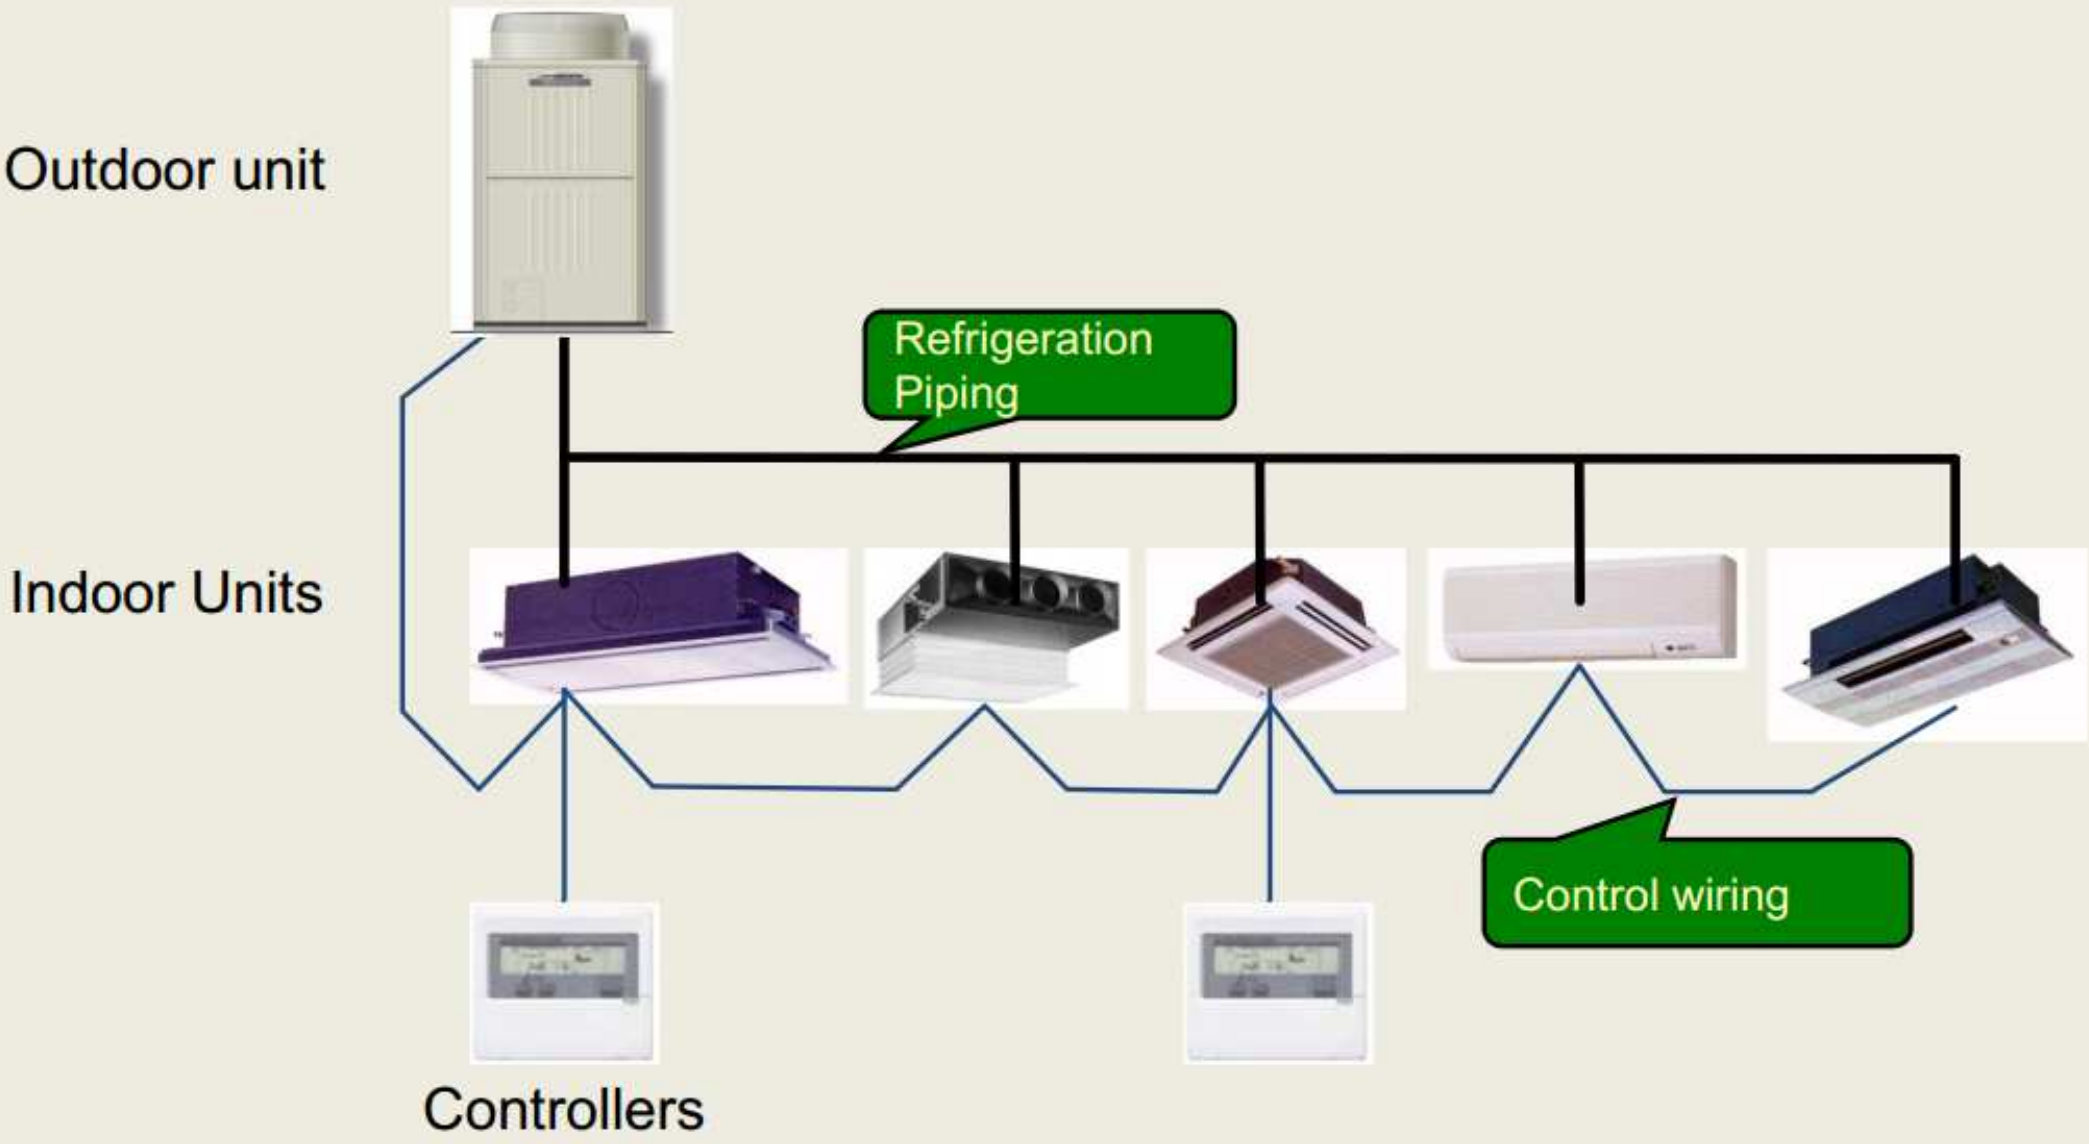 Outdoor unit
Refrigeration
Piping
Indoor Units
Control wiring
Controllers